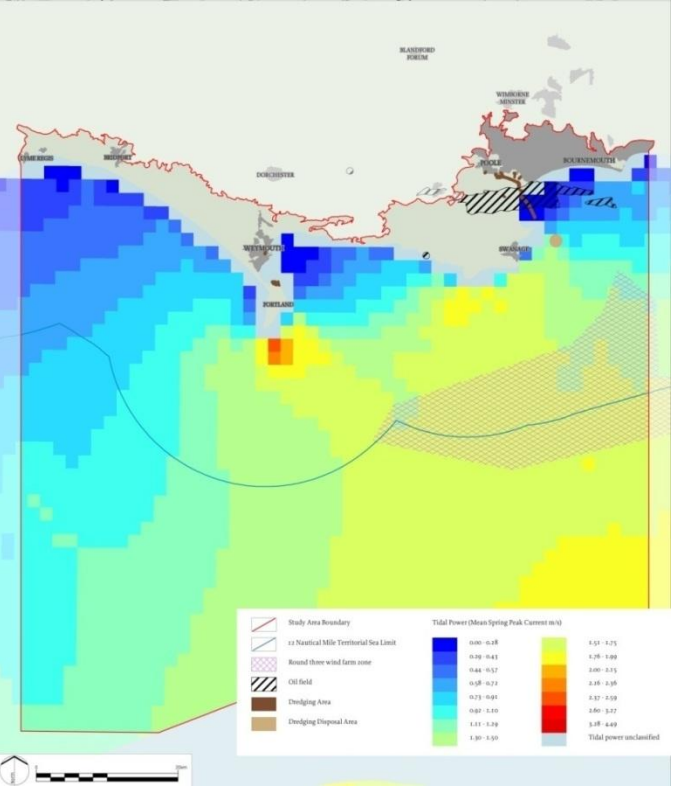 BLANDFORD
FORUM
WIMBORNE
MINSTER
BRIDPORT
POOLE
BOURNEMOUTH
DORCHESTER
WEYMOUTH
SWANAGE
PORTLAND
Study Area Boundary
12 Nautical Mile Territorial Sea Limit
Round three wind farm zone
Oil field
Dredging Area
Dredging Disposal Area
Tidal Power (Mean Spring Peak Current m/s)
0.00 - 0.28
0.29 - 0.43
0.44 - 0.57
0.58 - 0.72
0.73 - 0.91
0.92 - 1.10
1.11 - 1.29
1.30 - 1.50
1.51 - 1.75
1.76 - 1.99
2.00 - 2.15
2.16 - 2.36
2.37 - 2.59
2.60 - 3.27
3.28 - 4.49
Tidal power unclassified
0